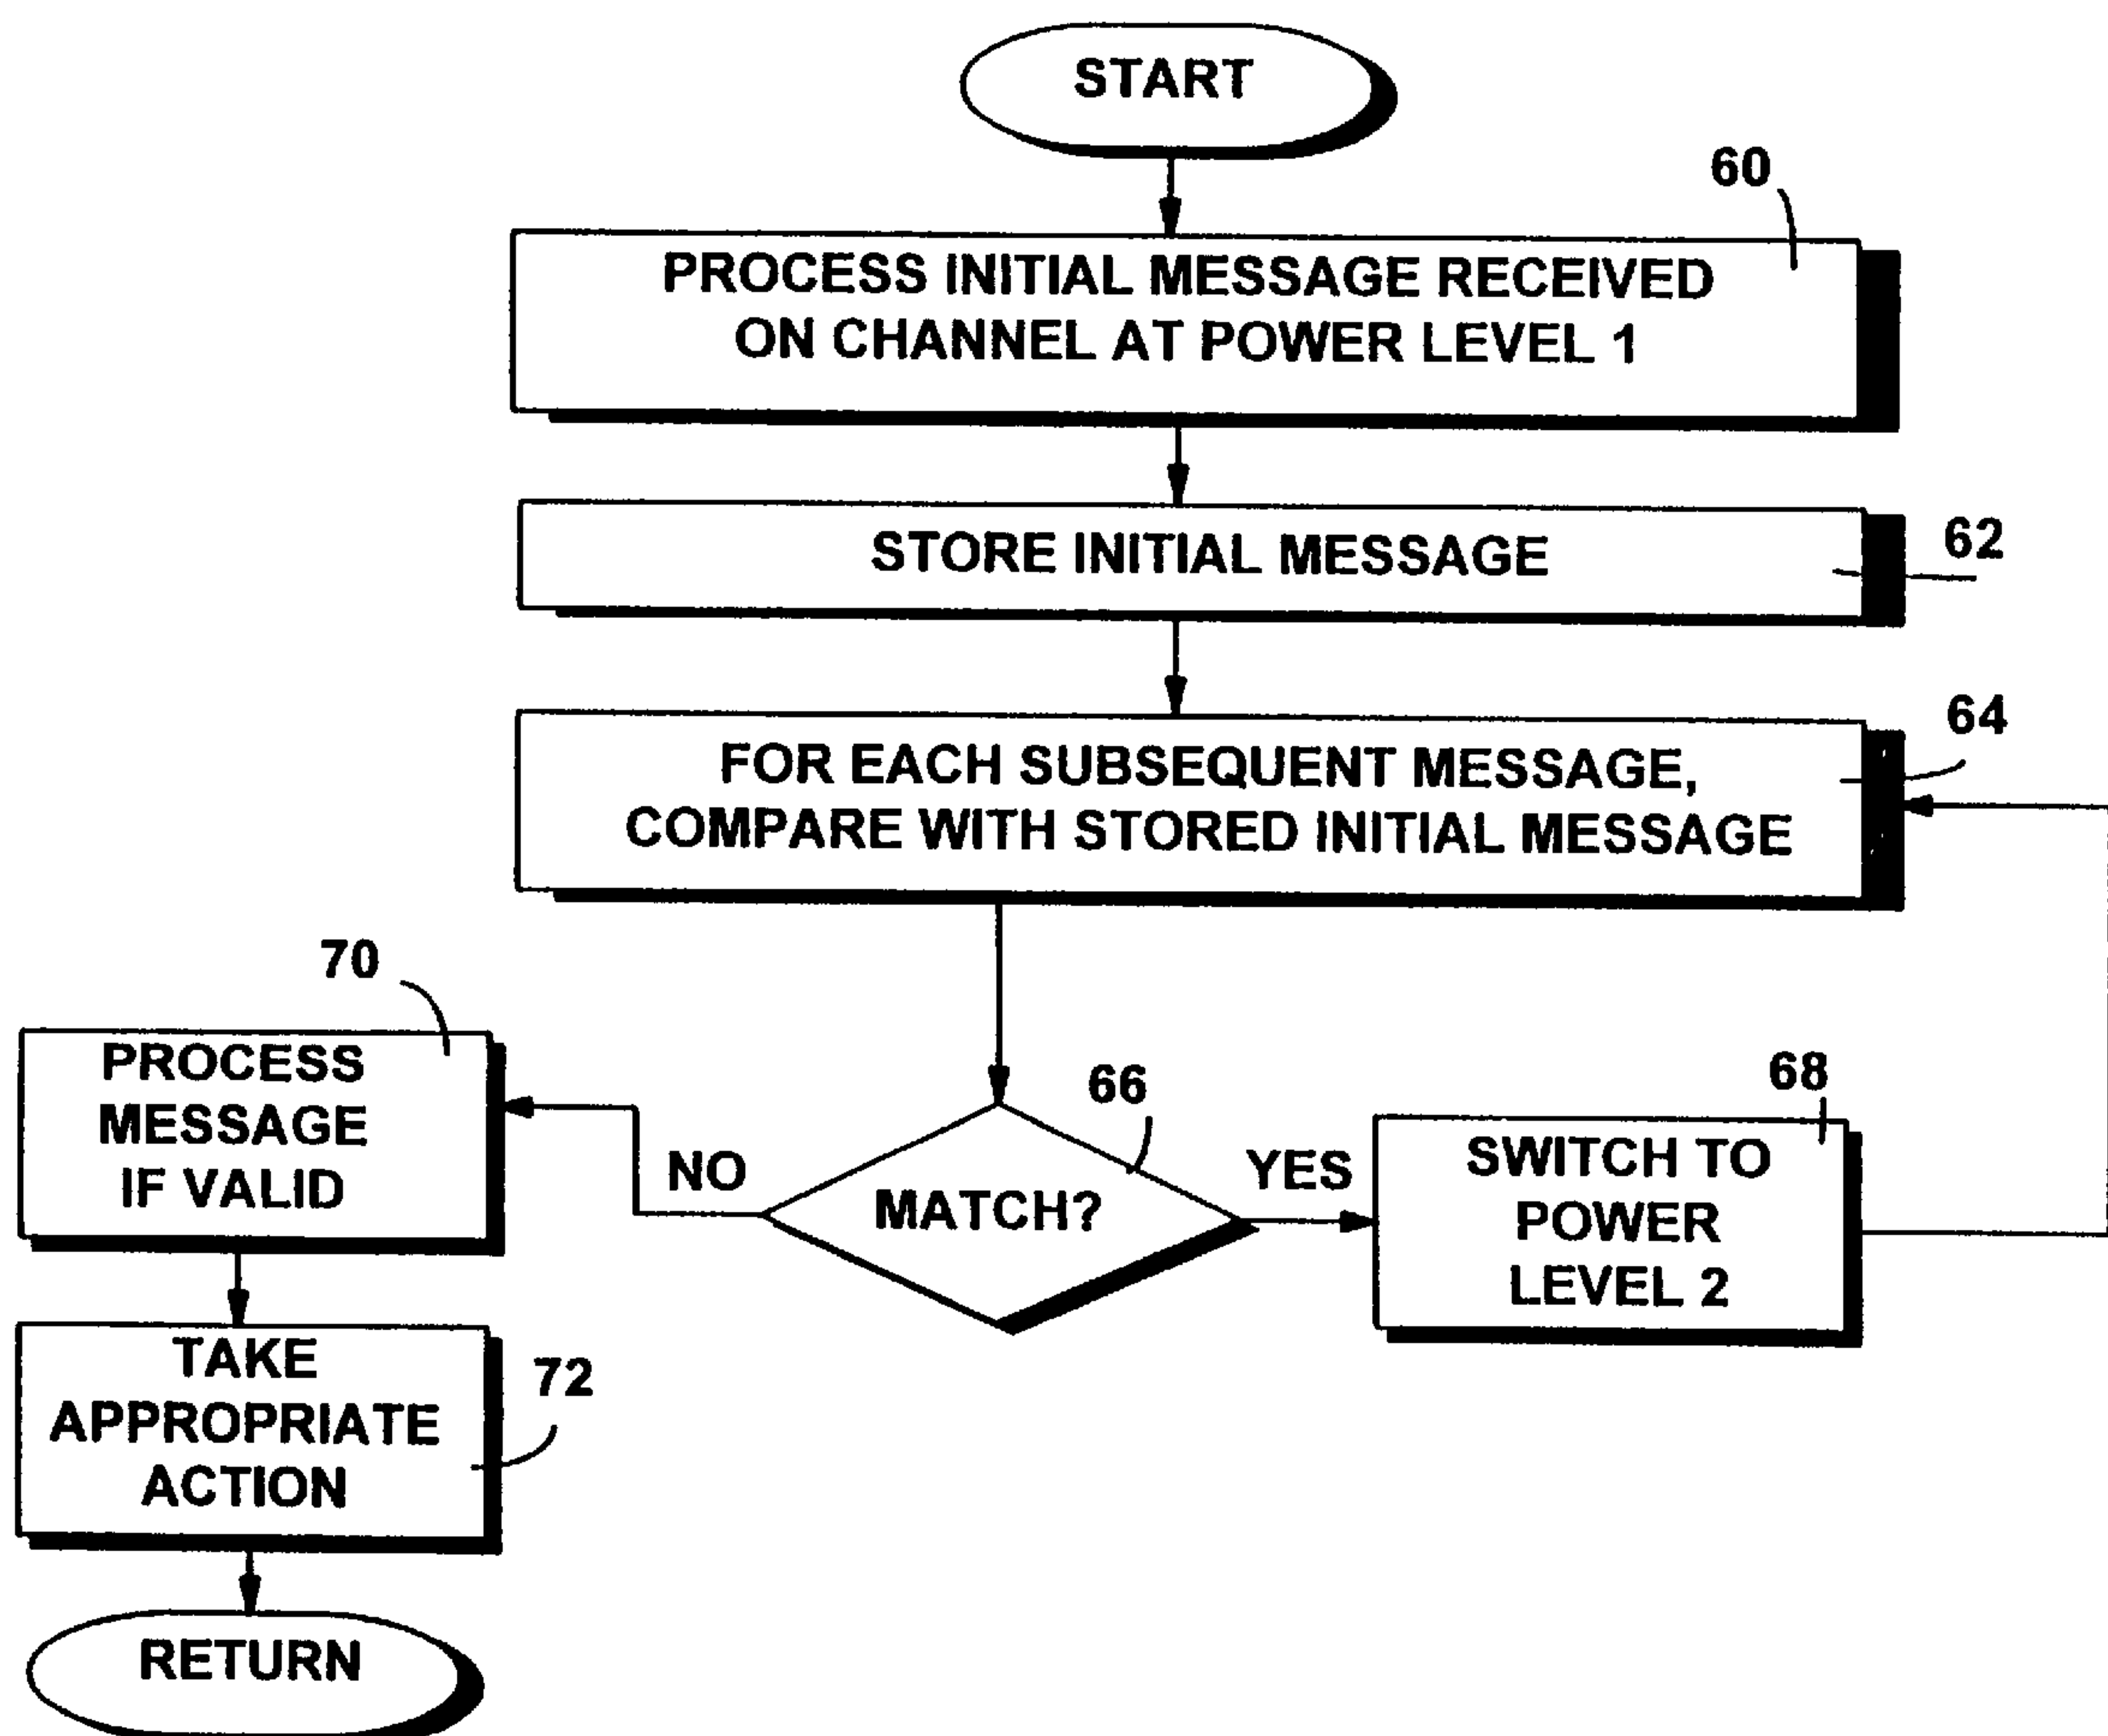 START
60
PROCESS INITIAL MESSAGE RECEIVED
ON CHANNEL AT POWER LEVEL 1
STORE INITIAL MESSAGE
62
64
FOR EACH SUBSEQUENT MESSAGE,
COMPARE WITH STORED INITIAL MESSAGE
70
PROCESS
MESSAGE
IF VALID
NO
66
MATCH?
YES
68
SWITCH TO
POWER
LEVEL 2
TAKE
APPROPRIATE
ACTION
72
RETURN